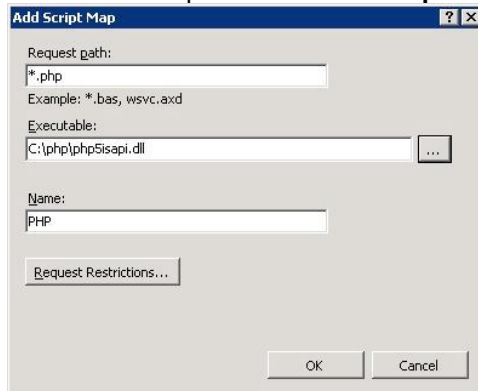 Add Script Map
? X
Request path:
*.php
Example: *.bas, wsvc.axd
Executable:
C:\php\php5isapi.dll
...
Name:
PHP
Request Restrictions...
OK
Cancel